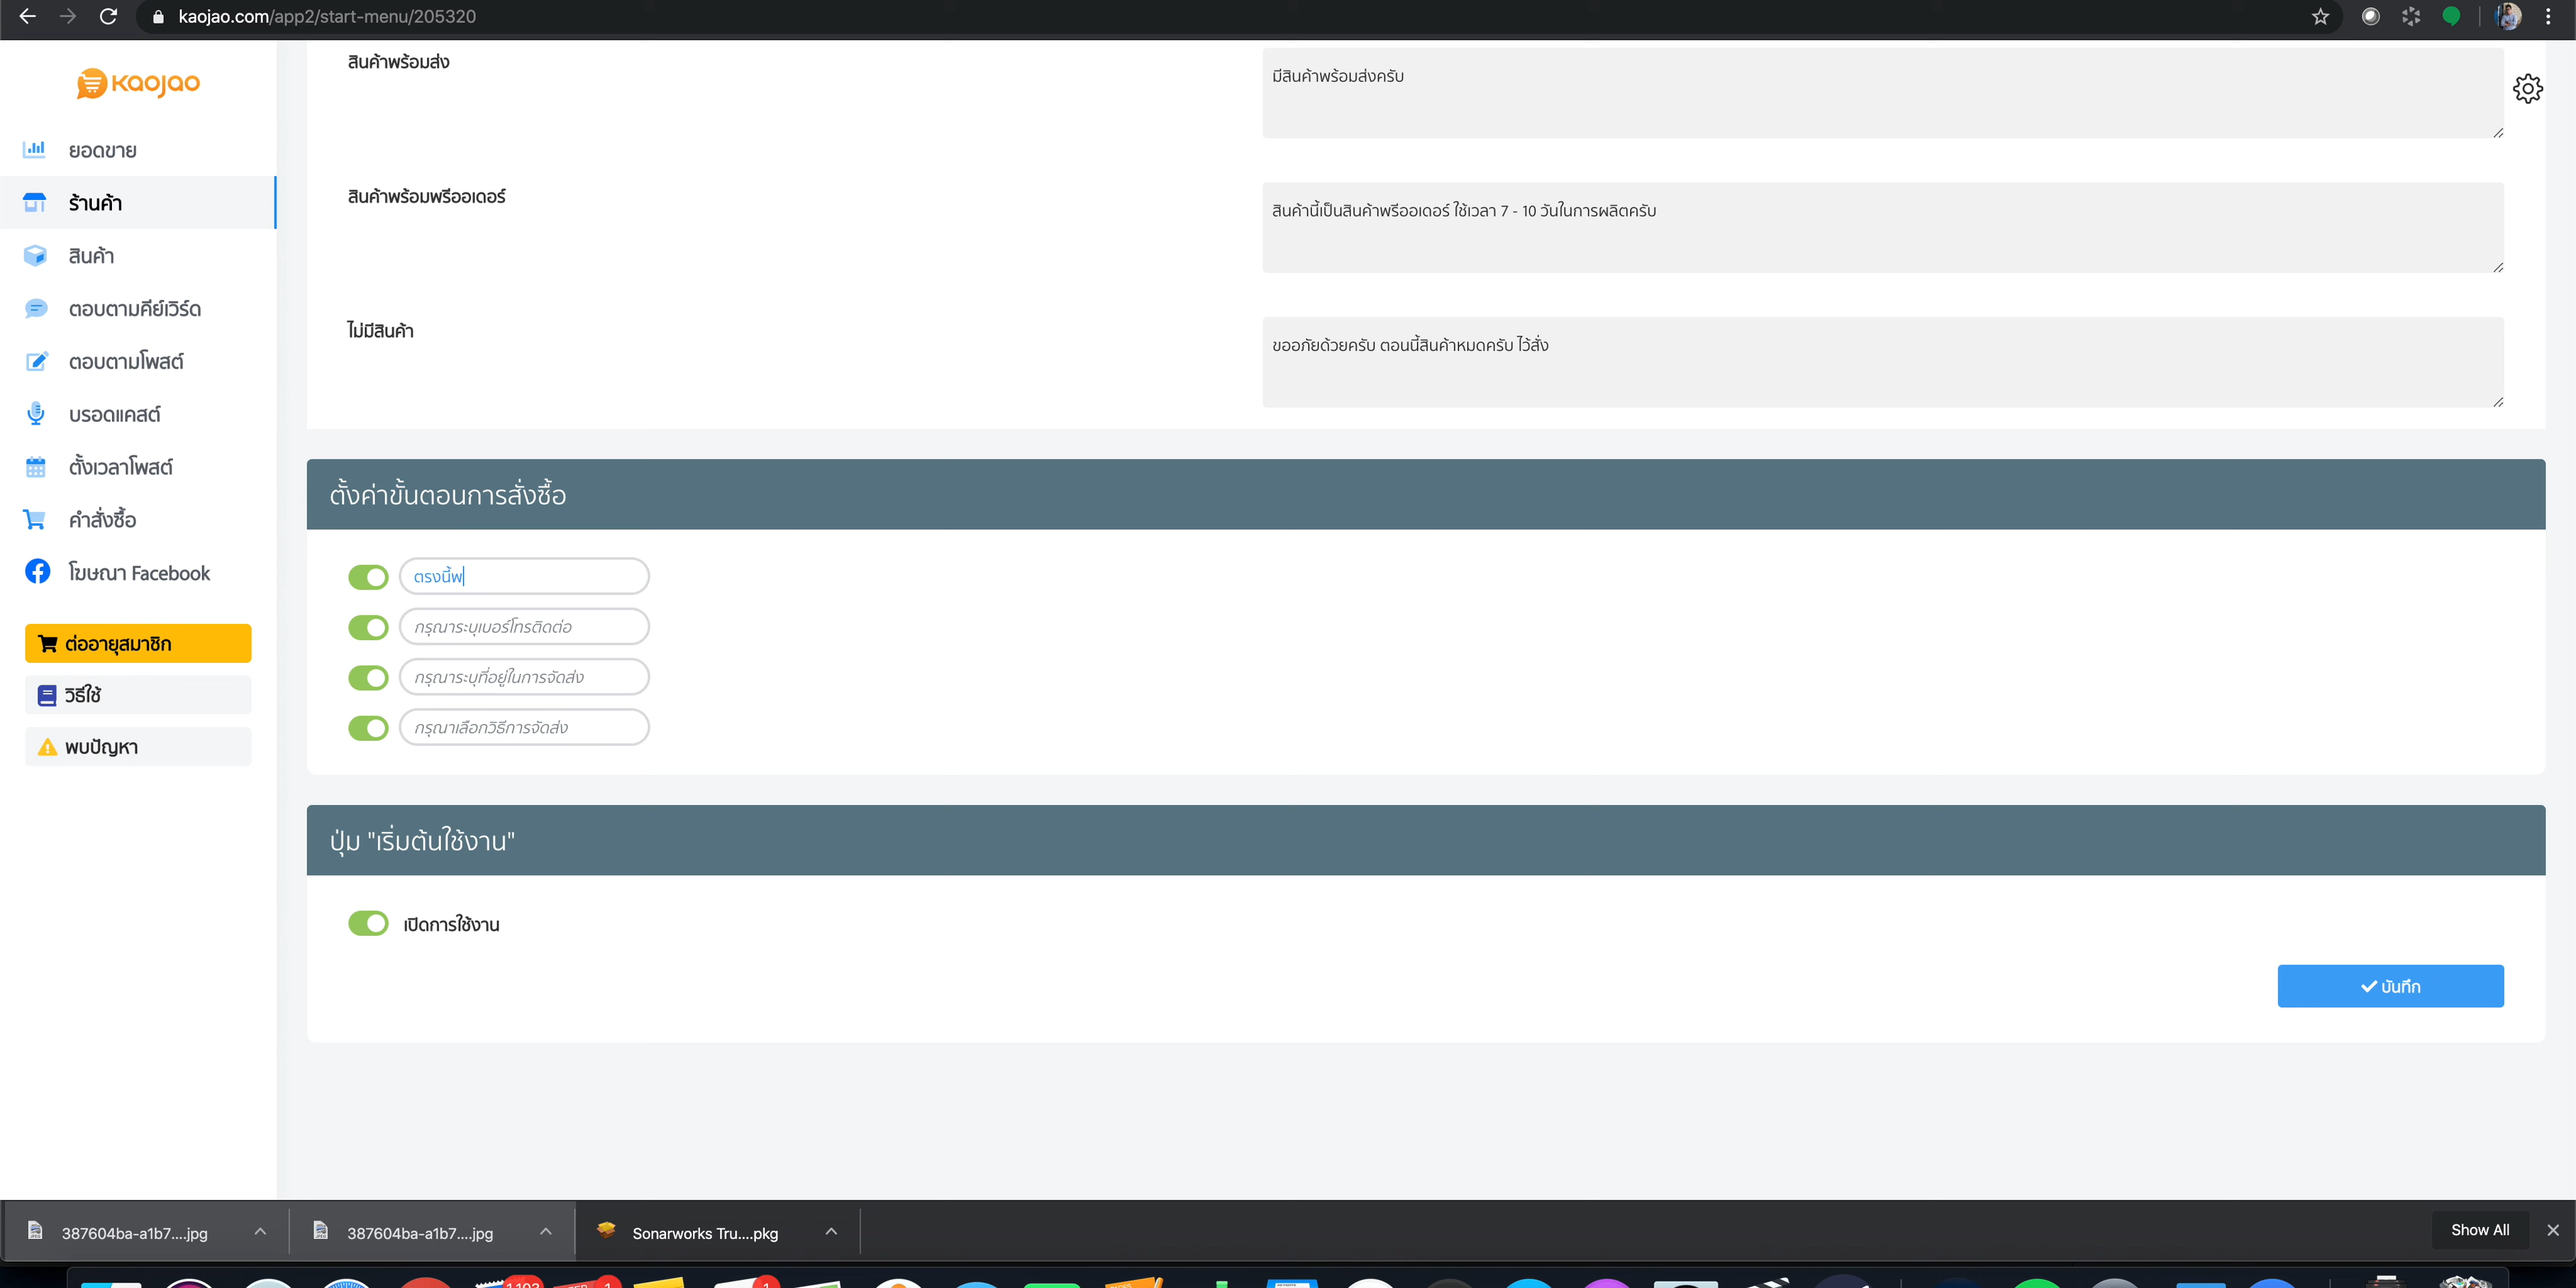 kaojao.com/app2/start-menu/205320
KAOJAO
ยอดขาย
ร้านค้า
สินค้า
ตอบตามคีย์เวิร์ด
ตอบตามโพสต์
บรอดแคสต์
ตั้งเวลาโพสต์
คำสั่งซื้อ
โฆษณา Facebook
ต่ออายุสมาชิก
วิธีใช้
พบปัญหา
สินค้าพร้อมส่ง
มีสินค้าพร้อมส่งครับ
สินค้าพร้อมพรีออเดอร์
สินค้านี้เป็นสินค้าพรีออเดอร์ ใช้เวลา 7 - 10 วันในการผลิตครับ
ไม่มีสินค้า
ขออภัยด้วยครับ ตอนนี้สินค้าหมดครับ ไว้สั่ง
ตั้งค่าขั้นตอนการสั่งซื้อ
ตรงนี้พ
กรุณาระบุเบอร์โทรติดต่อ
กรุณาระบุที่อยู่ในการจัดส่ง
กรุณาเลือกวิธีการจัดส่ง
ปุ่ม "เริ่มต้นใช้งาน"
เปิดการใช้งาน
บันทึก
387604ba-a1b7....jpg
387604ba-a1b7....jpg
Sonarworks Tru....pkg
Show All